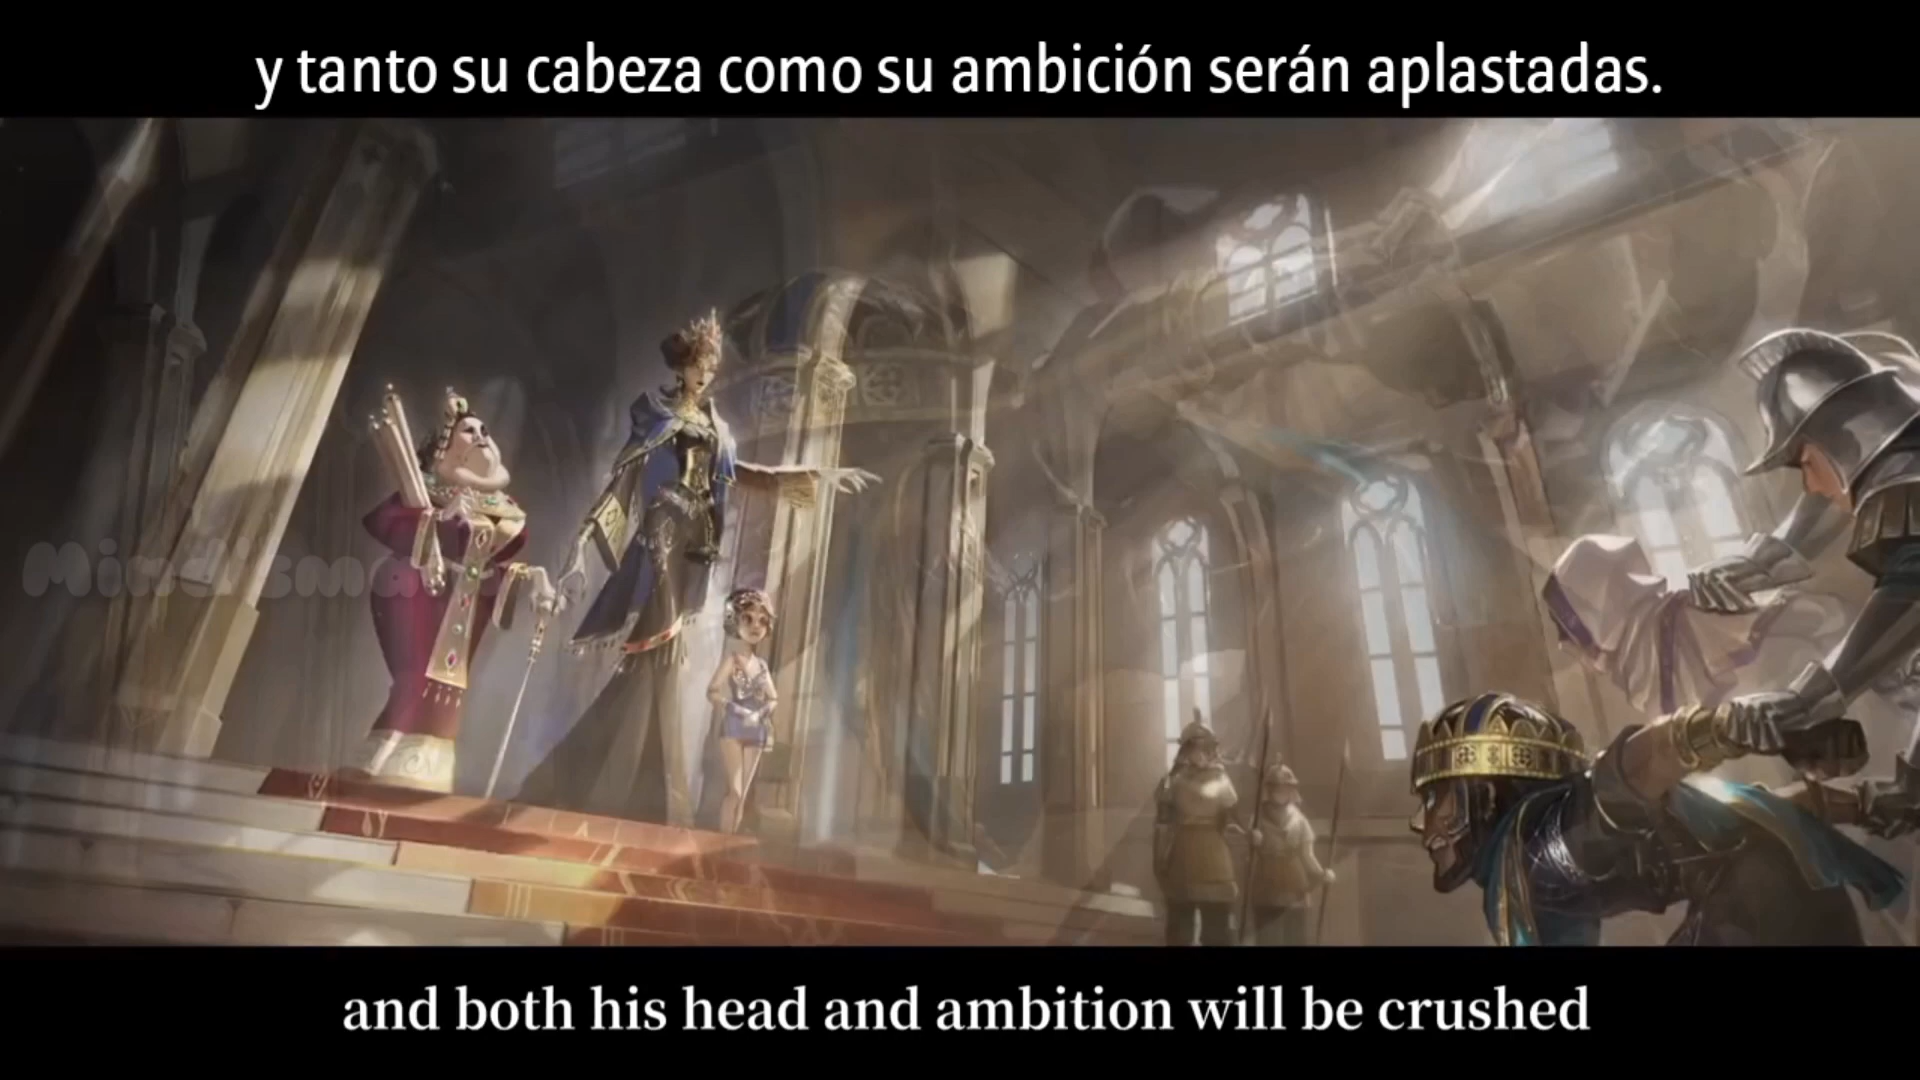 y tanto su cabeza como su ambición serán aplastadas.
and both his head and ambition will be crushed